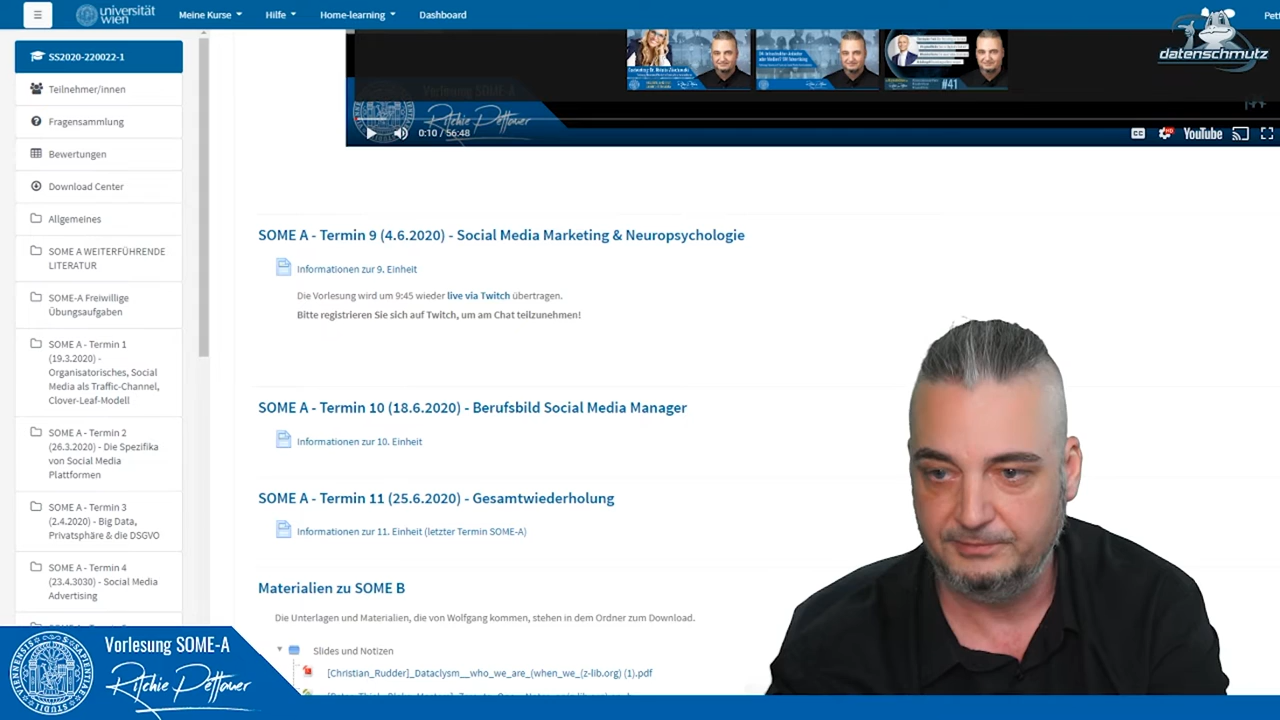 universität
wien
Meine Kurse
Hilfe
Home-learning
Dashboard
datenschmutz
SS2020-220022-1
Teilnehmer/innen
Fragensammlung
Bewertungen
Download Center
Allgemeines
SOME A WEITERFÜHRENDE
LITERATUR
SOME-A Freiwillige
Übungsaufgaben
SOME A - Termin 1
(19.3.2020) -
Organisatorisches, Social
Media als Traffic-Channel,
Clover-Leaf-Modell
SOME A - Termin 2
(26.3.2020) - Die Spezifika
von Social Media
Plattformen
SOME A - Termin 3
(2.4.2020) - Big Data,
Privatsphäre & die DSGVO
SOME A - Termin 4
(23.4.3030) - Social Media
Advertising
#41
Vorlesung SOME-A
Ritchie Pettauer
0:10 / 56:48
CC
HD
YouTube
SOME A - Termin 9 (4.6.2020) - Social Media Marketing & Neuropsychologie
Informationen zur 9. Einheit
Die Vorlesung wird um 9:45 wieder live via Twitch übertragen.
Bitte registrieren Sie sich auf Twitch, um am Chat teilzunehmen!
SOME A - Termin 10 (18.6.2020) - Berufsbild Social Media Manager
Informationen zur 10. Einheit
SOME A - Termin 11 (25.6.2020) - Gesamtwiederholung
Informationen zur 11. Einheit (letzter Termin SOME-A)
Materialien zu SOME B
Die Unterlagen und Materialien, die von Wolfgang kommen, stehen in dem Ordner zum Download.
Slides und Notizen
[Christian_Rudder]_Dataclysm__who_we_are_(when_we_(z-lib.org) (1).pdf
Vorlesung SOME-A
Ritchie Pettauer